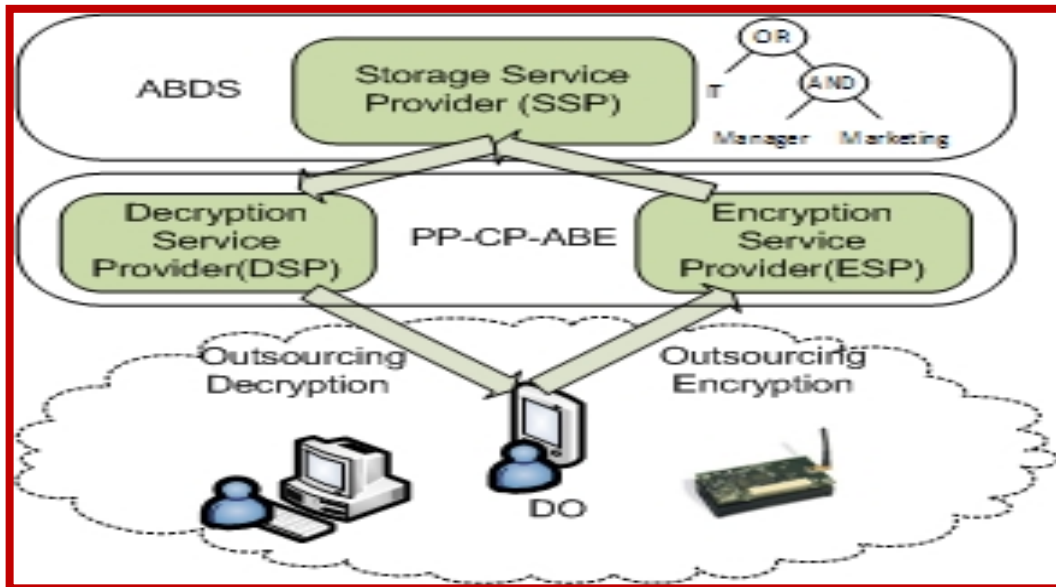 ABDS
Storage Service
Provider (SSP)
OR
IT
AND
Manager
Marketing
Decryption
Service
Provider(DSP)
PP-CP-ABE
Encryption
Service
Provider(ESP)
Outsourcing
Decryption
Outsourcing
Encryption
DO